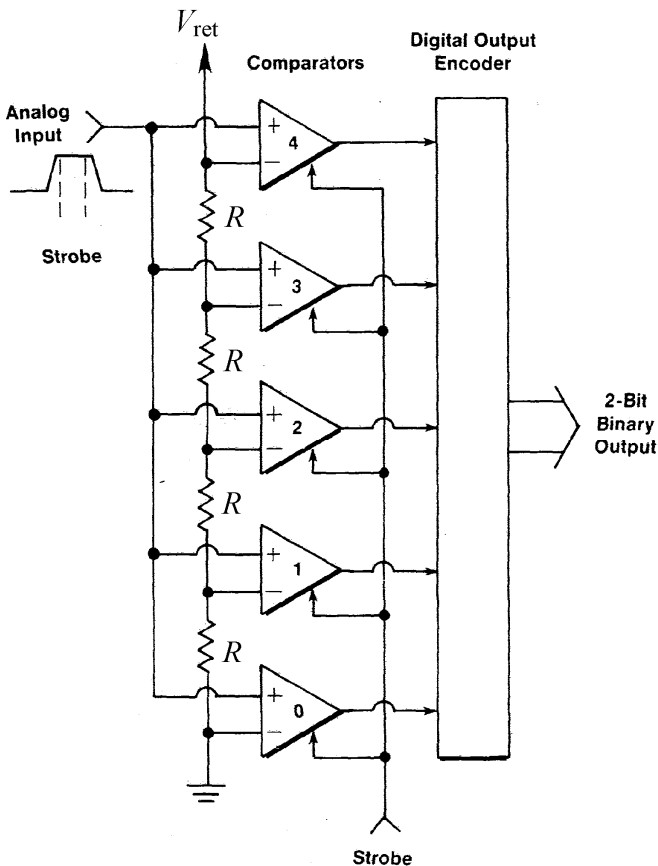 V_ret
Comparators
Digital Output
Encoder
Analog
Input
Strobe
+
−
4
R
+
−
3
R
+
−
2
R
+
−
1
R
+
−
0
2-Bit
Binary
Output
Strobe